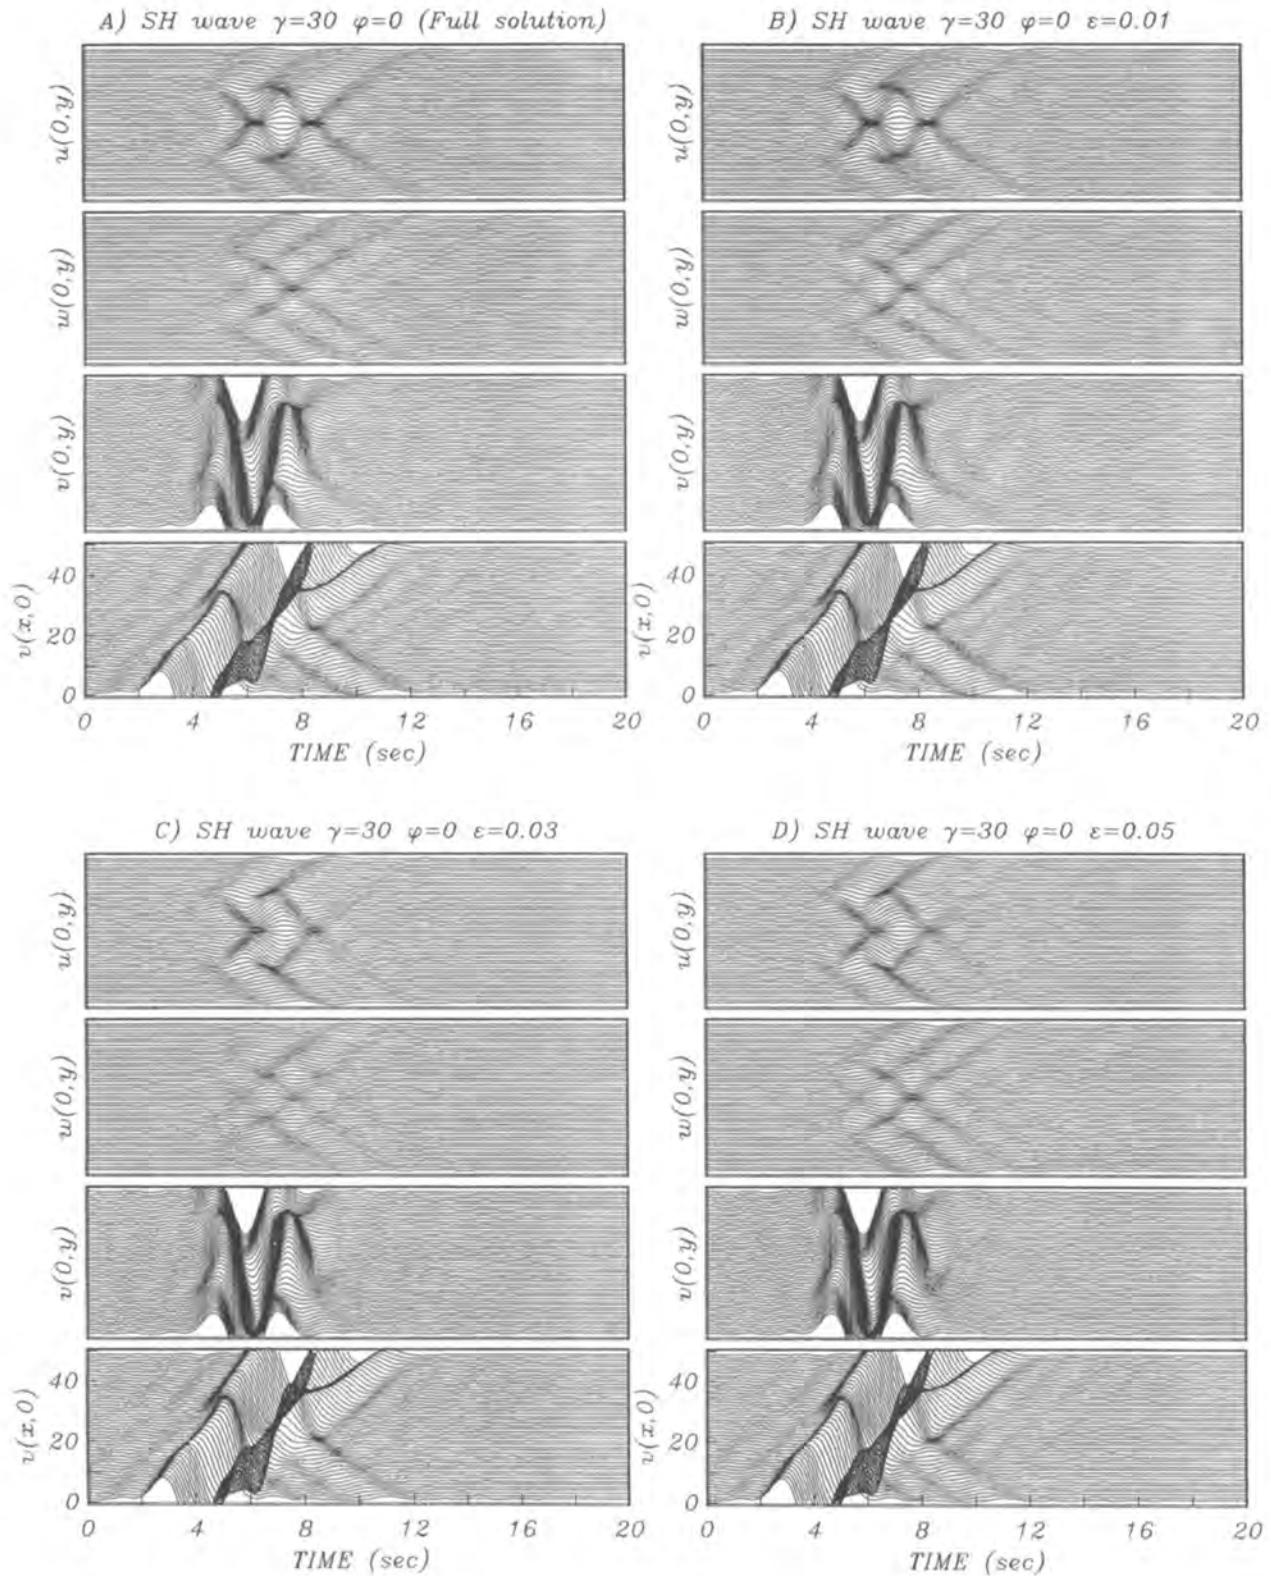 A) SH wave γ=30 φ=0 (Full solution)
u(0,y)
w(0,y)
v(0,y)
v(x,0)
40
20
0
0 4 8 12 16 20
TIME (sec)
B) SH wave γ=30 φ=0 ε=0.01
u(0,y)
w(0,y)
v(0,y)
v(x,0)
40
20
0
0 4 8 12 16 20
TIME (sec)
C) SH wave γ=30 φ=0 ε=0.03
u(0,y)
w(0,y)
v(0,y)
v(x,0)
40
20
0
0 4 8 12 16 20
TIME (sec)
D) SH wave γ=30 φ=0 ε=0.05
u(0,y)
w(0,y)
v(0,y)
v(x,0)
40
20
0
0 4 8 12 16 20
TIME (sec)